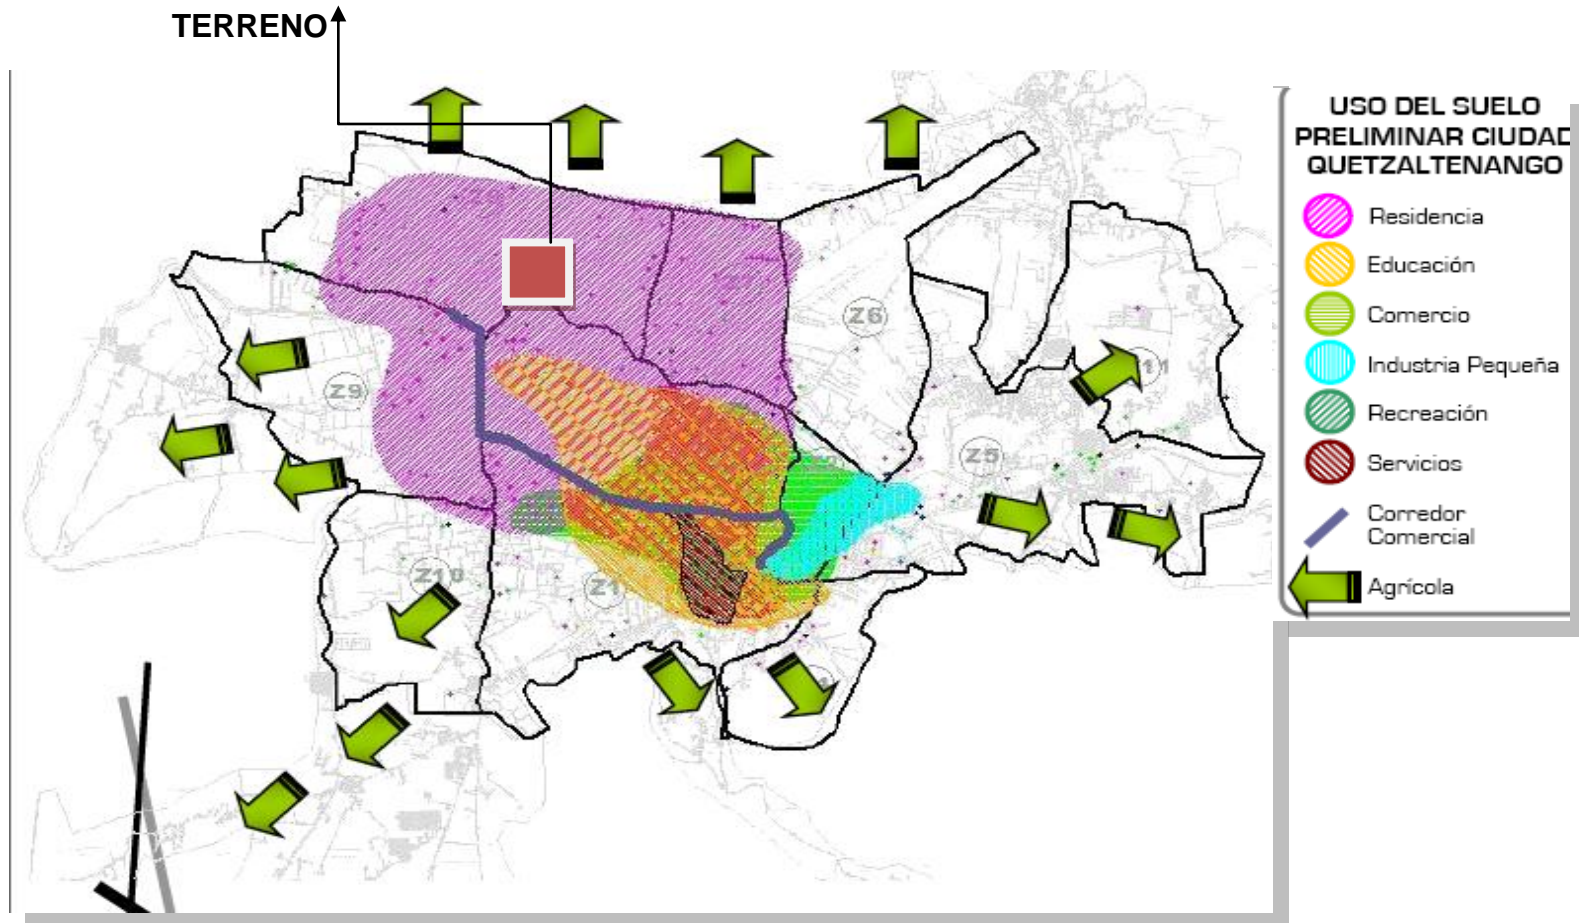 TERRENO
USO DEL SUELO
PRELIMINAR CIUDAD
QUETZALTENANGO
Residencia
Educación
Comercio
Industria Pequeña
Recreación
Servicios
Corredor
Comercial
Agrícola
Z6
Z9
Z5
Z10
Z1